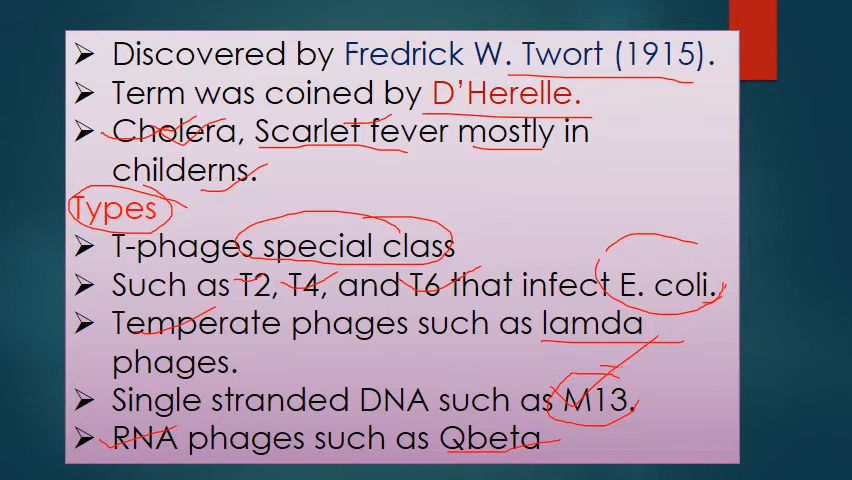 ➢ Discovered by Fredrick W. Twort (1915).
➢ Term was coined by D'Herelle.
➢ Cholera, Scarlet fever mostly in
childerns.
Types
➢ T-phages special class
➢ Such as T2, T4, and T6 that infect E. coli.
➢ Temperate phages such as lamda
phages.
➢ Single stranded DNA such as M13.
➢ RNA phages such as Qbeta